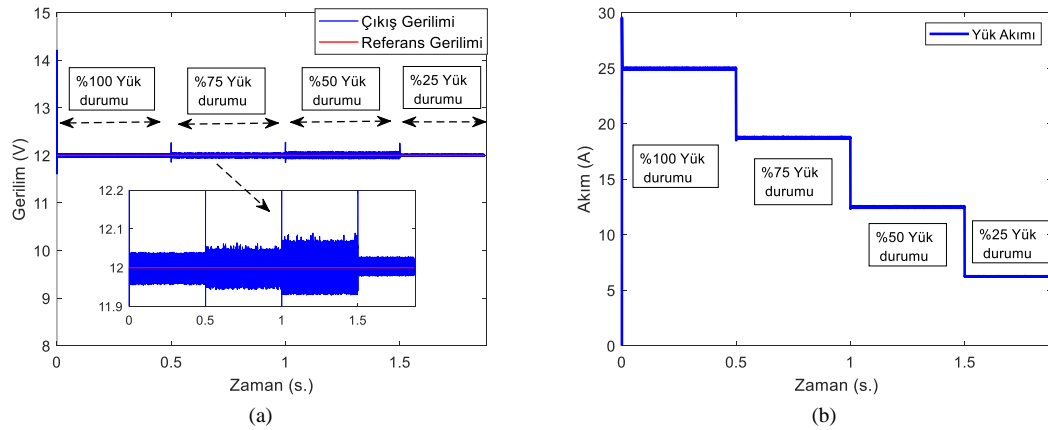 Çıkış Gerilimi
Referans Gerilimi
%100 Yük
durumu
%75 Yük
durumu
%50 Yük
durumu
%25 Yük
durumu
Gerilim (V)
15
14
13
12
11
10
9
8
12.2
12.1
12
11.9
0
0.5
1
1.5
0
0.5
1
1.5
Zaman (s.)
(a)
Yük Akımı
%100 Yük
durumu
%75 Yük
durumu
%50 Yük
durumu
%25 Yük
durumu
Akım (A)
30
25
20
15
10
5
0
0
0.5
1
1.5
Zaman (s.)
(b)